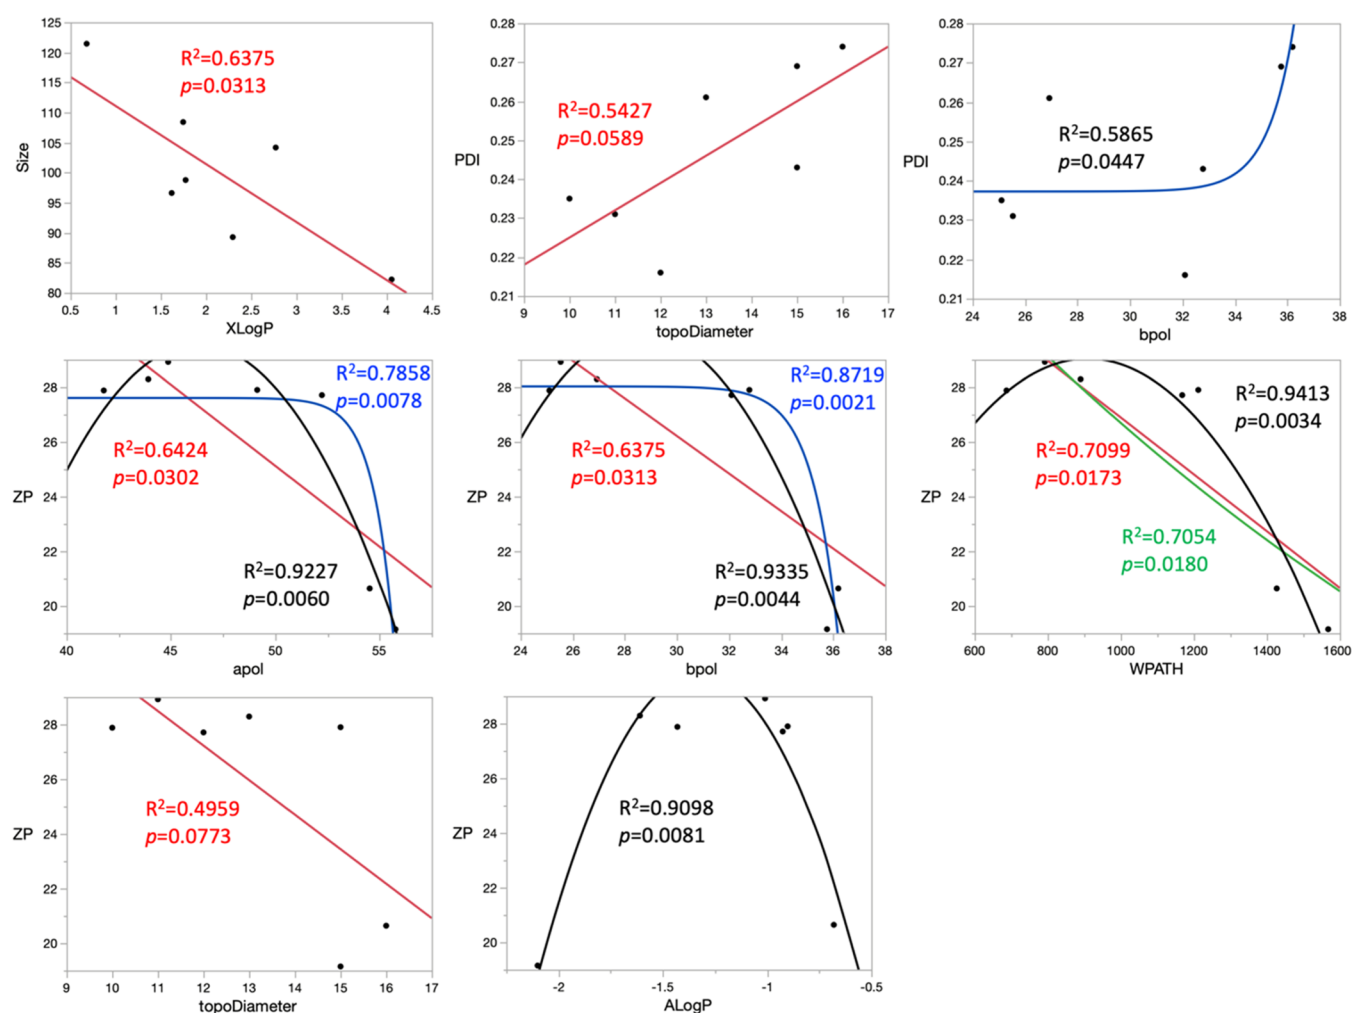 125
120
115
110
105
100
95
90
85
80
Size
R²=0.6375
p=0.0313
0.5 1 1.5 2 2.5 3 3.5 4 4.5
XLogP
0.28
0.27
0.26
0.25
0.24
0.23
0.22
0.21
PDI
R²=0.5427
p=0.0589
9 10 11 12 13 14 15 16 17
topoDiameter
0.28
0.27
0.26
0.25
0.24
0.23
0.22
0.21
PDI
R²=0.5865
p=0.0447
24 26 28 30 32 34 36 38
bpol
28
26
24
22
20
ZP
R²=0.7858
p=0.0078
R²=0.6424
p=0.0302
R²=0.9227
p=0.0060
40 45 50 55
apol
28
26
24
22
20
ZP
R²=0.8719
p=0.0021
R²=0.6375
p=0.0313
R²=0.9335
p=0.0044
24 26 28 30 32 34 36 38
bpol
28
26
24
22
20
ZP
R²=0.9413
p=0.0034
R²=0.7099
p=0.0173
R²=0.7054
p=0.0180
600 800 1000 1200 1400 1600
WPATH
28
26
24
22
20
ZP
R²=0.4959
p=0.0773
9 10 11 12 13 14 15 16 17
topoDiameter
28
26
24
22
20
ZP
R²=0.9098
p=0.0081
-2 -1.5 -1 -0.5
ALogP